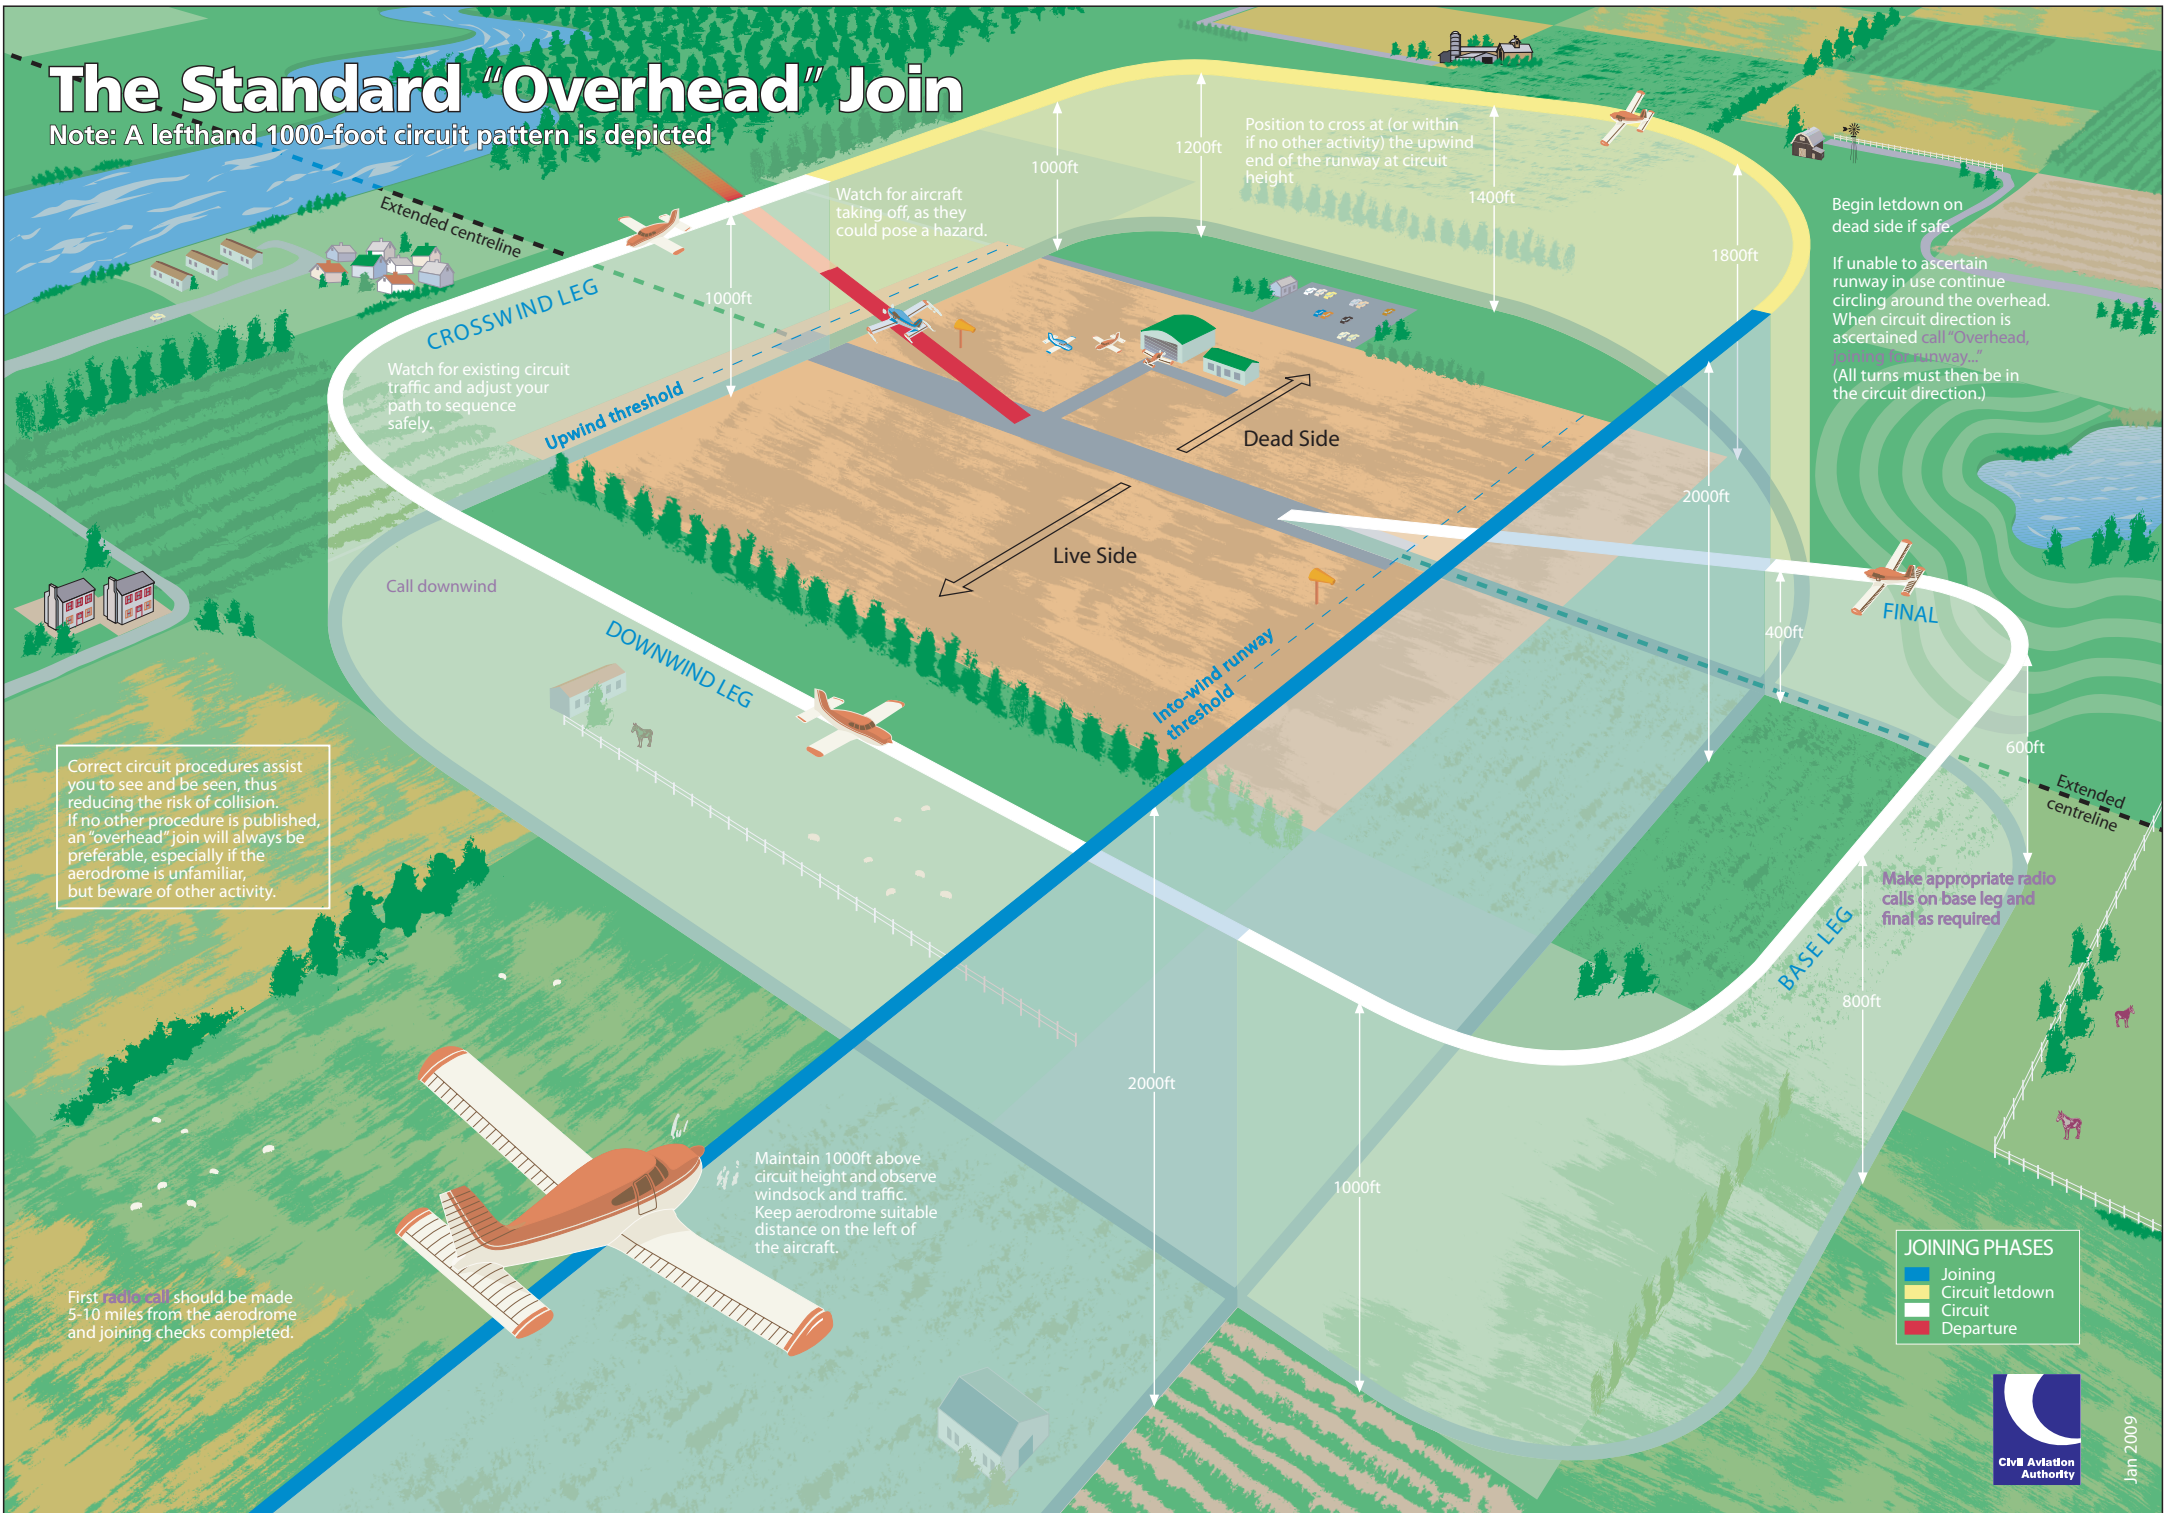 The Standard “Overhead” Join
Note: A lefthand 1000-foot circuit pattern is depicted
Extended centreline
CROSSWIND LEG
Watch for existing circuit
traffic and adjust your
path to sequence
safely.
Upwind threshold
1000ft
Watch for aircraft
taking off, as they
could pose a hazard.
1000ft
1200ft
Position to cross at (or within
if no other activity) the upwind
end of the runway at circuit
height
1400ft
1800ft
Begin letdown on
dead side if safe.
If unable to ascertain
runway in use continue
circling around the overhead.
When circuit direction is
ascertained call “Overhead,
joining for runway...”
(All turns must then be in
the circuit direction.)
Dead Side
Live Side
2000ft
Call downwind
DOWNWIND LEG
Into-wind runway
threshold
400ft
FINAL
600ft
Extended
centreline
Correct circuit procedures assist
you to see and be seen, thus
reducing the risk of collision.
If no other procedure is published,
an “overhead” join will always be
preferable, especially if the
aerodrome is unfamiliar,
but beware of other activity.
Make appropriate radio
calls on base leg and
final as required
BASE LEG
800ft
2000ft
1000ft
Maintain 1000ft above
circuit height and observe
windsock and traffic.
Keep aerodrome suitable
distance on the left of
the aircraft.
First radio call should be made
5-10 miles from the aerodrome
and joining checks completed.
JOINING PHASES
Joining
Circuit letdown
Circuit
Departure
Civil Aviation
Authority
Jan 2009